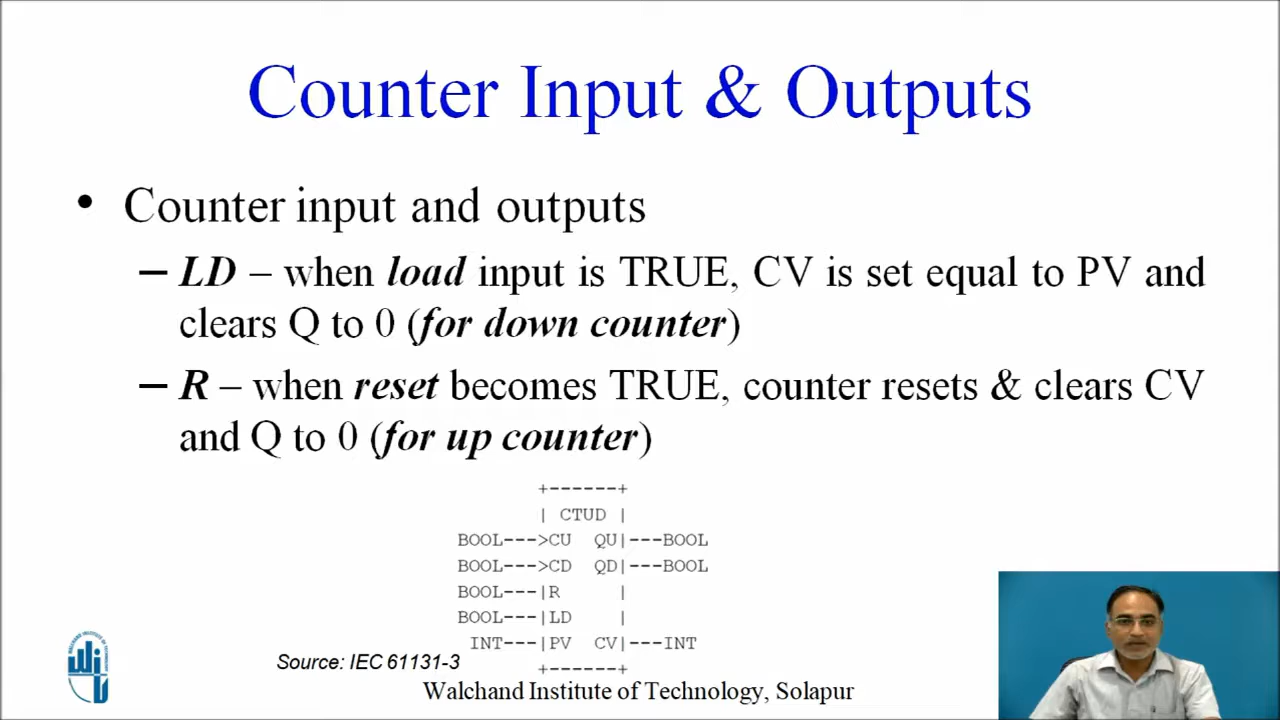 Counter Input & Outputs
• Counter input and outputs
– LD – when load input is TRUE, CV is set equal to PV and
clears Q to 0 (for down counter)
– R – when reset becomes TRUE, counter resets & clears CV
and Q to 0 (for up counter)
+------+
| CTUD |
BOOL--->CU QU|---BOOL
BOOL--->CD QD|---BOOL
BOOL---|R |
BOOL---|LD |
INT---|PV CV|---INT
+------+
Source: IEC 61131-3
Walchand Institute of Technology, Solapur